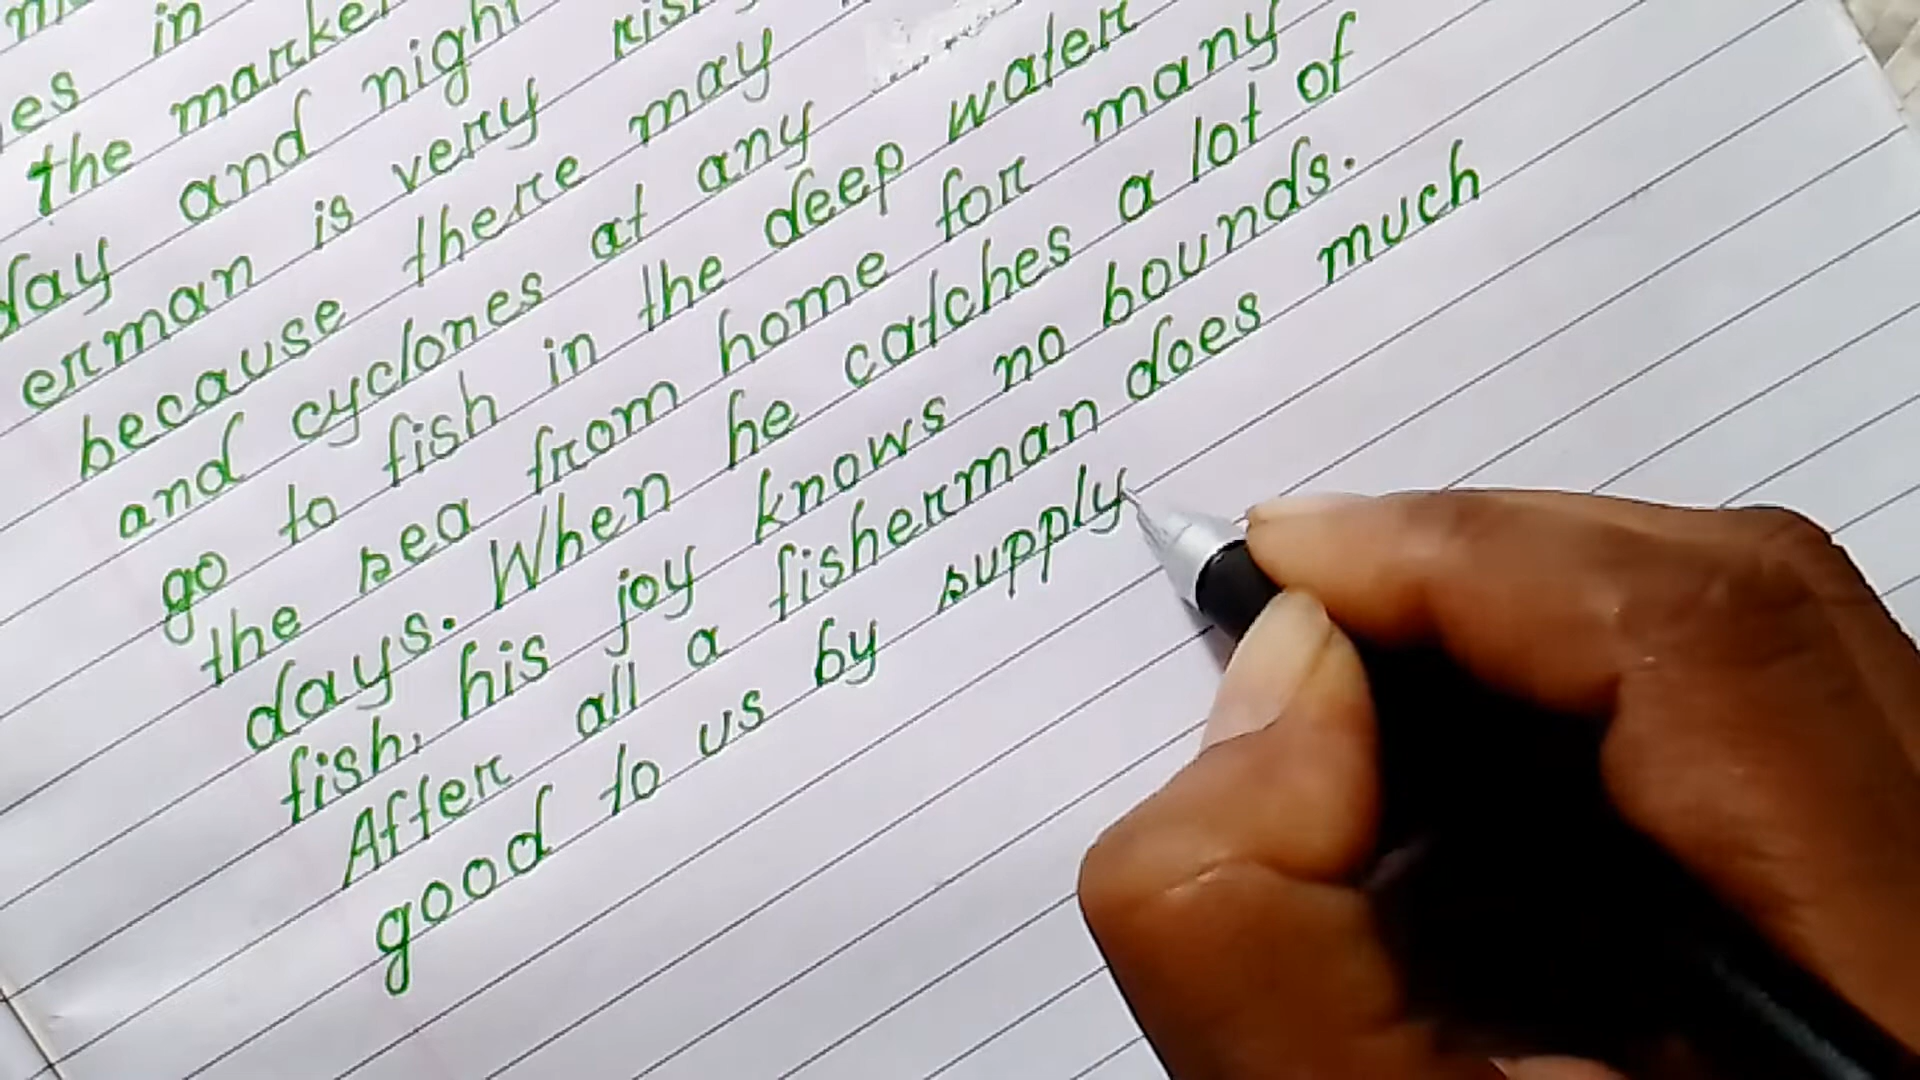 es in
the market
day and night
erman is very risk
because there may
and cyclones at any
go to fish in the deep water
the sea from home for many
days. When he catches a lot of
fish, his joy knows no bounds.
After all a fisherman does much
good to us by supply